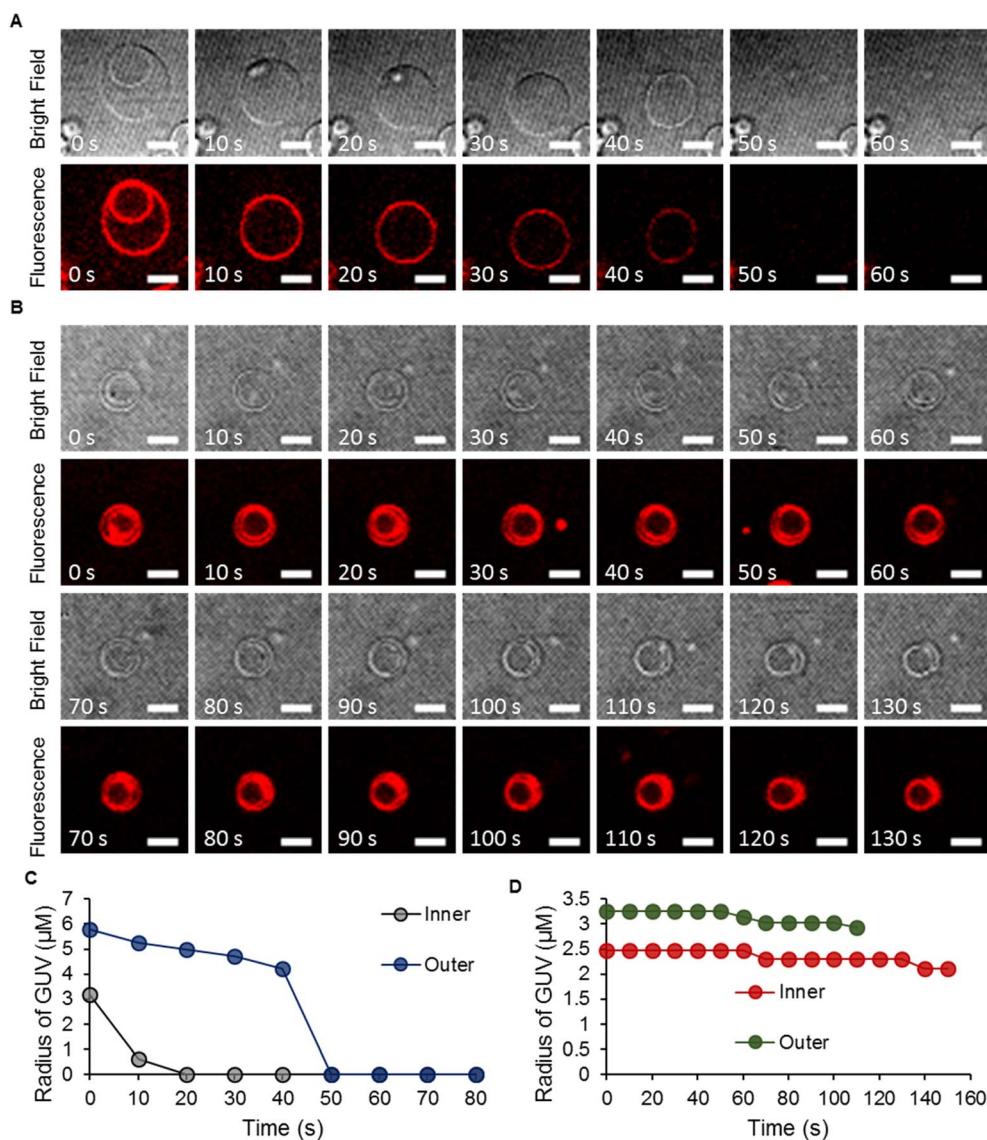 A
Bright Field
0 s 10 s 20 s 30 s 40 s 50 s 60 s
Fluorescence
0 s 10 s 20 s 30 s 40 s 50 s 60 s
B
Bright Field
0 s 10 s 20 s 30 s 40 s 50 s 60 s
Fluorescence
0 s 10 s 20 s 30 s 40 s 50 s 60 s
Bright Field
70 s 80 s 90 s 100 s 110 s 120 s 130 s
Fluorescence
70 s 80 s 90 s 100 s 110 s 120 s 130 s
C
Radius of GUV (µM)
7
6
5
4
3
2
1
0
0 10 20 30 40 50 60 70 80
Time (s)
Inner
Outer
D
Radius of GUV (µM)
3.5
3
2.5
2
1.5
1
0.5
0
0 20 40 60 80 100 120 140 160
Time (s)
Inner
Outer